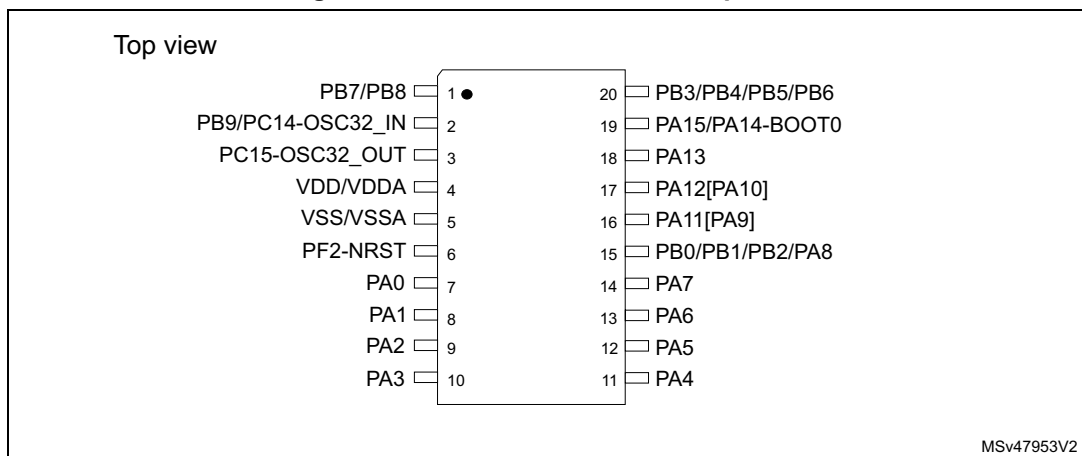 Top view
PB7/PB8 1 20 PB3/PB4/PB5/PB6
PB9/PC14-OSC32_IN 2 19 PA15/PA14-BOOT0
PC15-OSC32_OUT 3 18 PA13
VDD/VDDA 4 17 PA12[PA10]
VSS/VSSA 5 16 PA11[PA9]
PF2-NRST 6 15 PB0/PB1/PB2/PA8
PA0 7 14 PA7
PA1 8 13 PA6
PA2 9 12 PA5
PA3 10 11 PA4
MSv47953V2